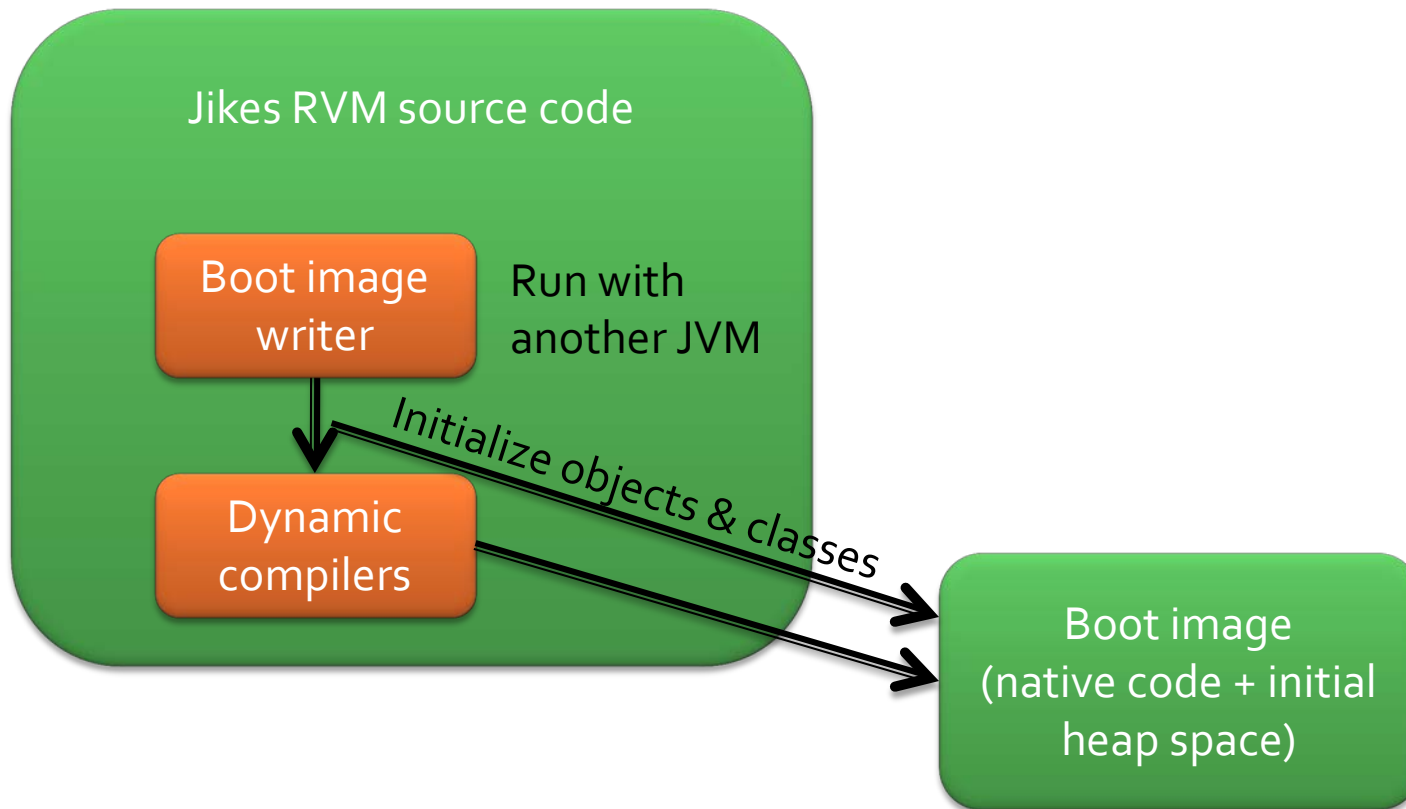 Jikes RVM source code
Boot image
writer
Run with
another JVM
Initialize objects & classes
Dynamic
compilers
Boot image
(native code + initial
heap space)